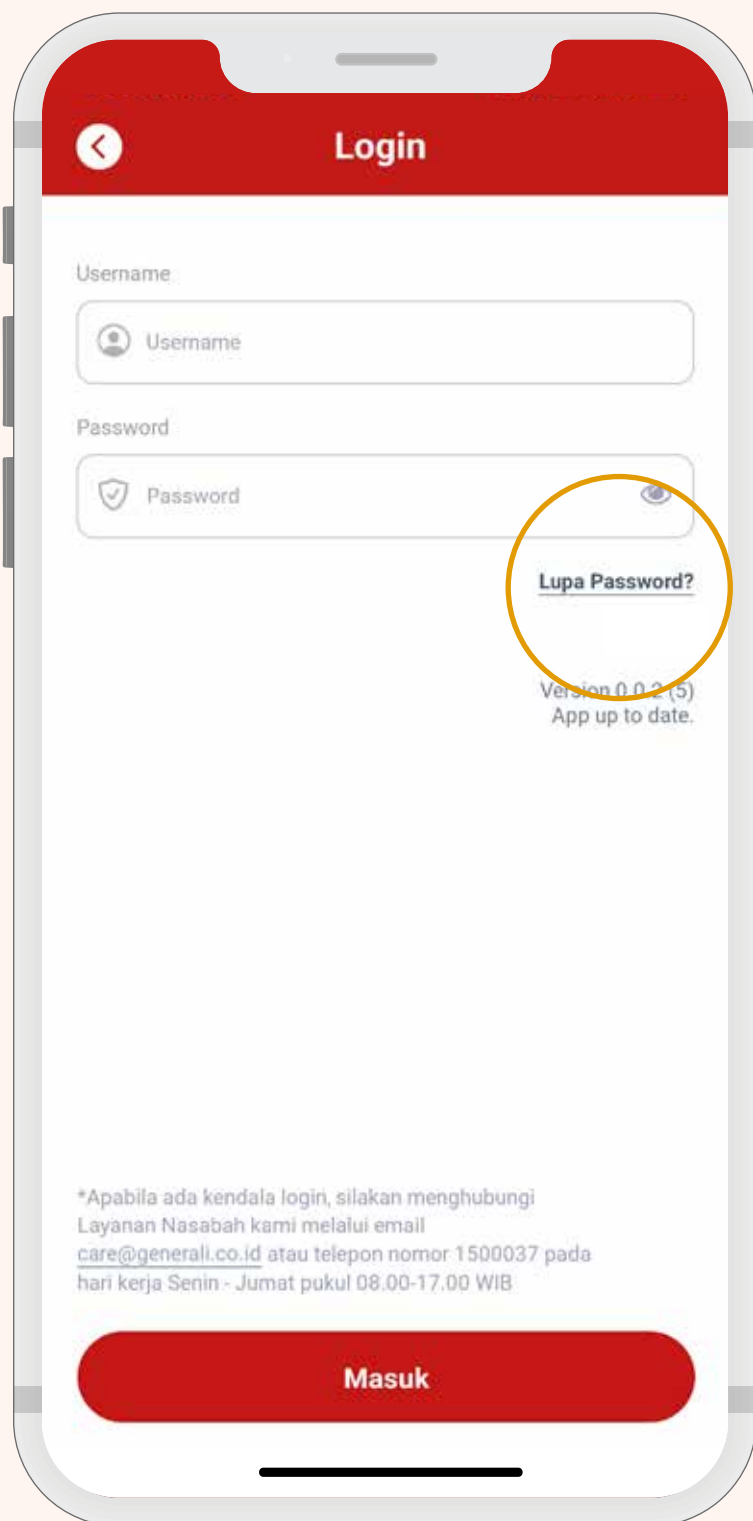 Login
Username
Username
Password
Password
Lupa Password?
Version 0.0.2 (5)
App up to date.
*Apabila ada kendala login, silakan menghubungi
Layanan Nasabah kami melalui email
care@generali.co.id atau telepon nomor 1500037 pada
hari kerja Senin - Jumat pukul 08.00-17.00 WIB
Masuk